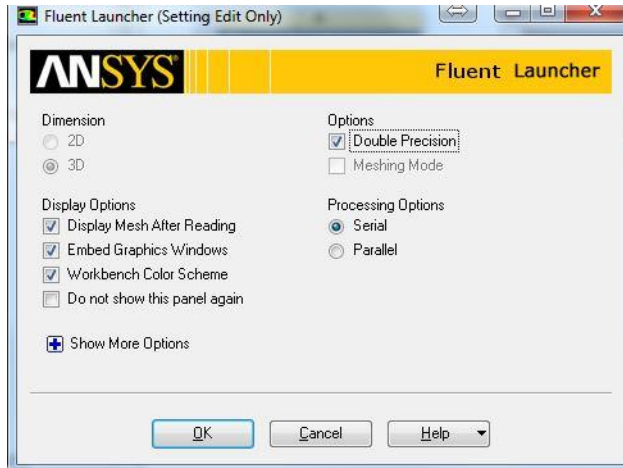 Fluent Launcher (Setting Edit Only)
ANSYS®
Fluent Launcher
Dimension
2D
3D
Options
Double Precision
Meshing Mode
Display Options
Display Mesh After Reading
Embed Graphics Windows
Workbench Color Scheme
Do not show this panel again
Processing Options
Serial
Parallel
Show More Options
OK
Cancel
Help